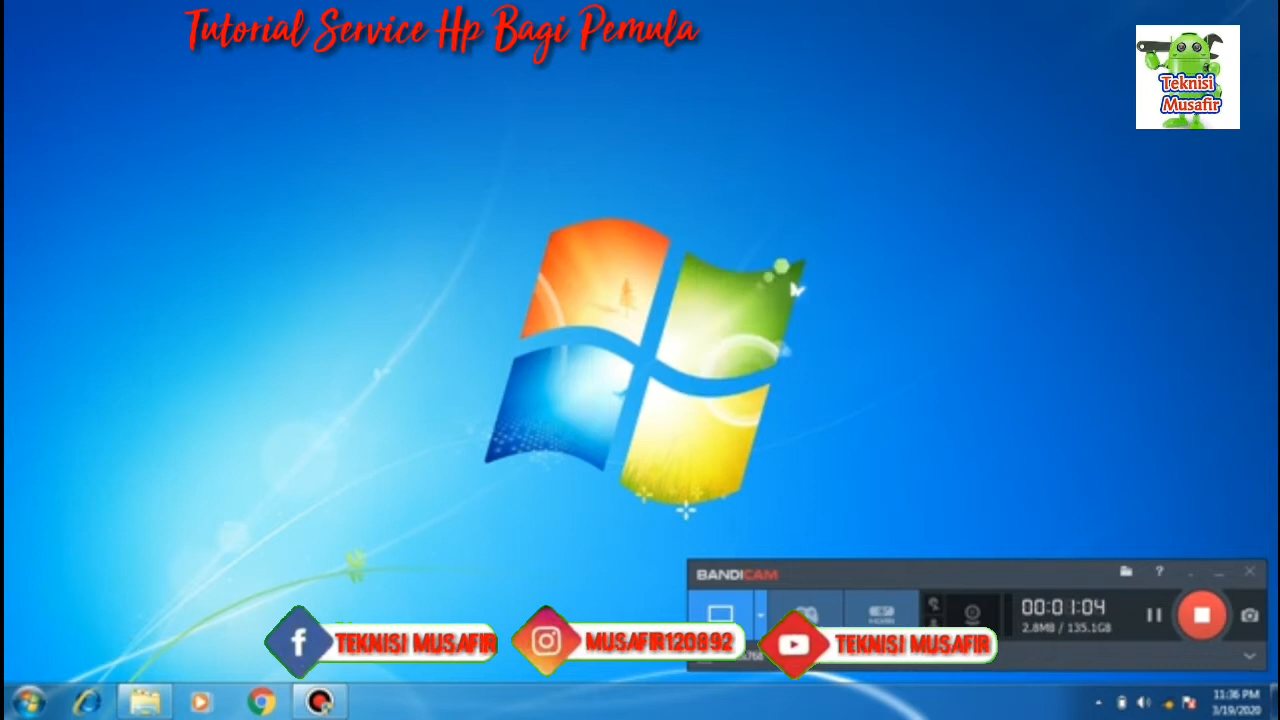 Tutorial Service Hp Bagi Pemula
Teknisi
Musafir
BANDICAM
?
00:01:04
2.8MB / 135.1GB
TEKNISI MUSAFIR
MUSAFIR120892
TEKNISI MUSAFIR
11:36 PM
3/19/2020